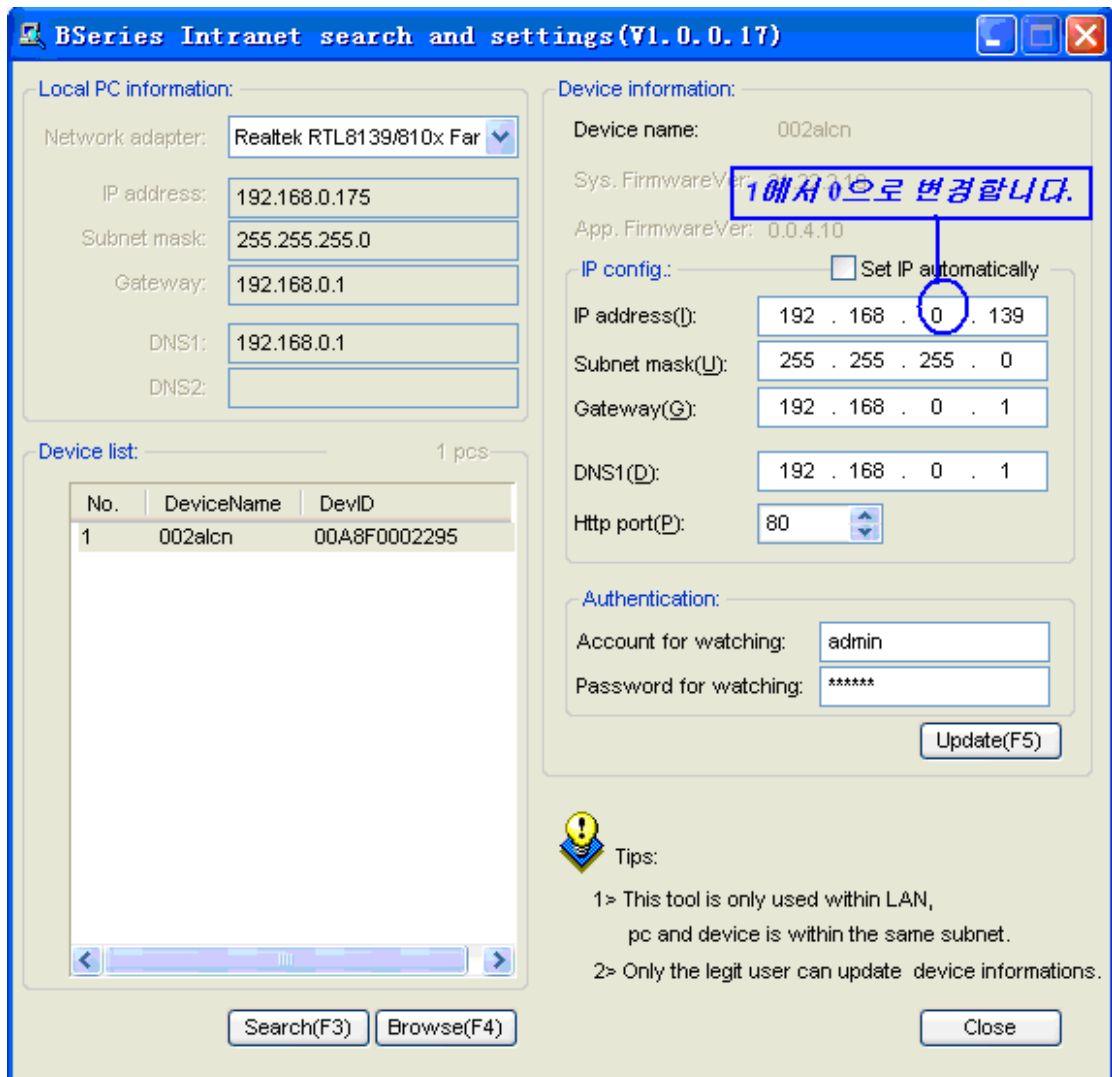 BSeries Intranet search and settings(V1.0.0.17)
Local PC information:
Network adapter: Realtek RTL8139/810x Far
IP address: 192.168.0.175
Subnet mask: 255.255.255.0
Gateway: 192.168.0.1
DNS1: 192.168.0.1
DNS2:
Device list: 1 pcs
No. DeviceName DevID
1 002alcn 00A8F0002295
Search(F3) Browse(F4)
Device information:
Device name: 002alcn
Sys. FirmwareVer:
1에서 0으로 변경합니다.
App. FirmwareVer: 0.0.4.10
IP config.: Set IP automatically
IP address(I): 192 . 168 . 0 . 139
Subnet mask(U): 255 . 255 . 255 . 0
Gateway(G): 192 . 168 . 0 . 1
DNS1(D): 192 . 168 . 0 . 1
Http port(P): 80
Authentication:
Account for watching: admin
Password for watching: ******
Update(F5)
Tips:
1> This tool is only used within LAN,
pc and device is within the same subnet.
2> Only the legit user can update device informations.
Close